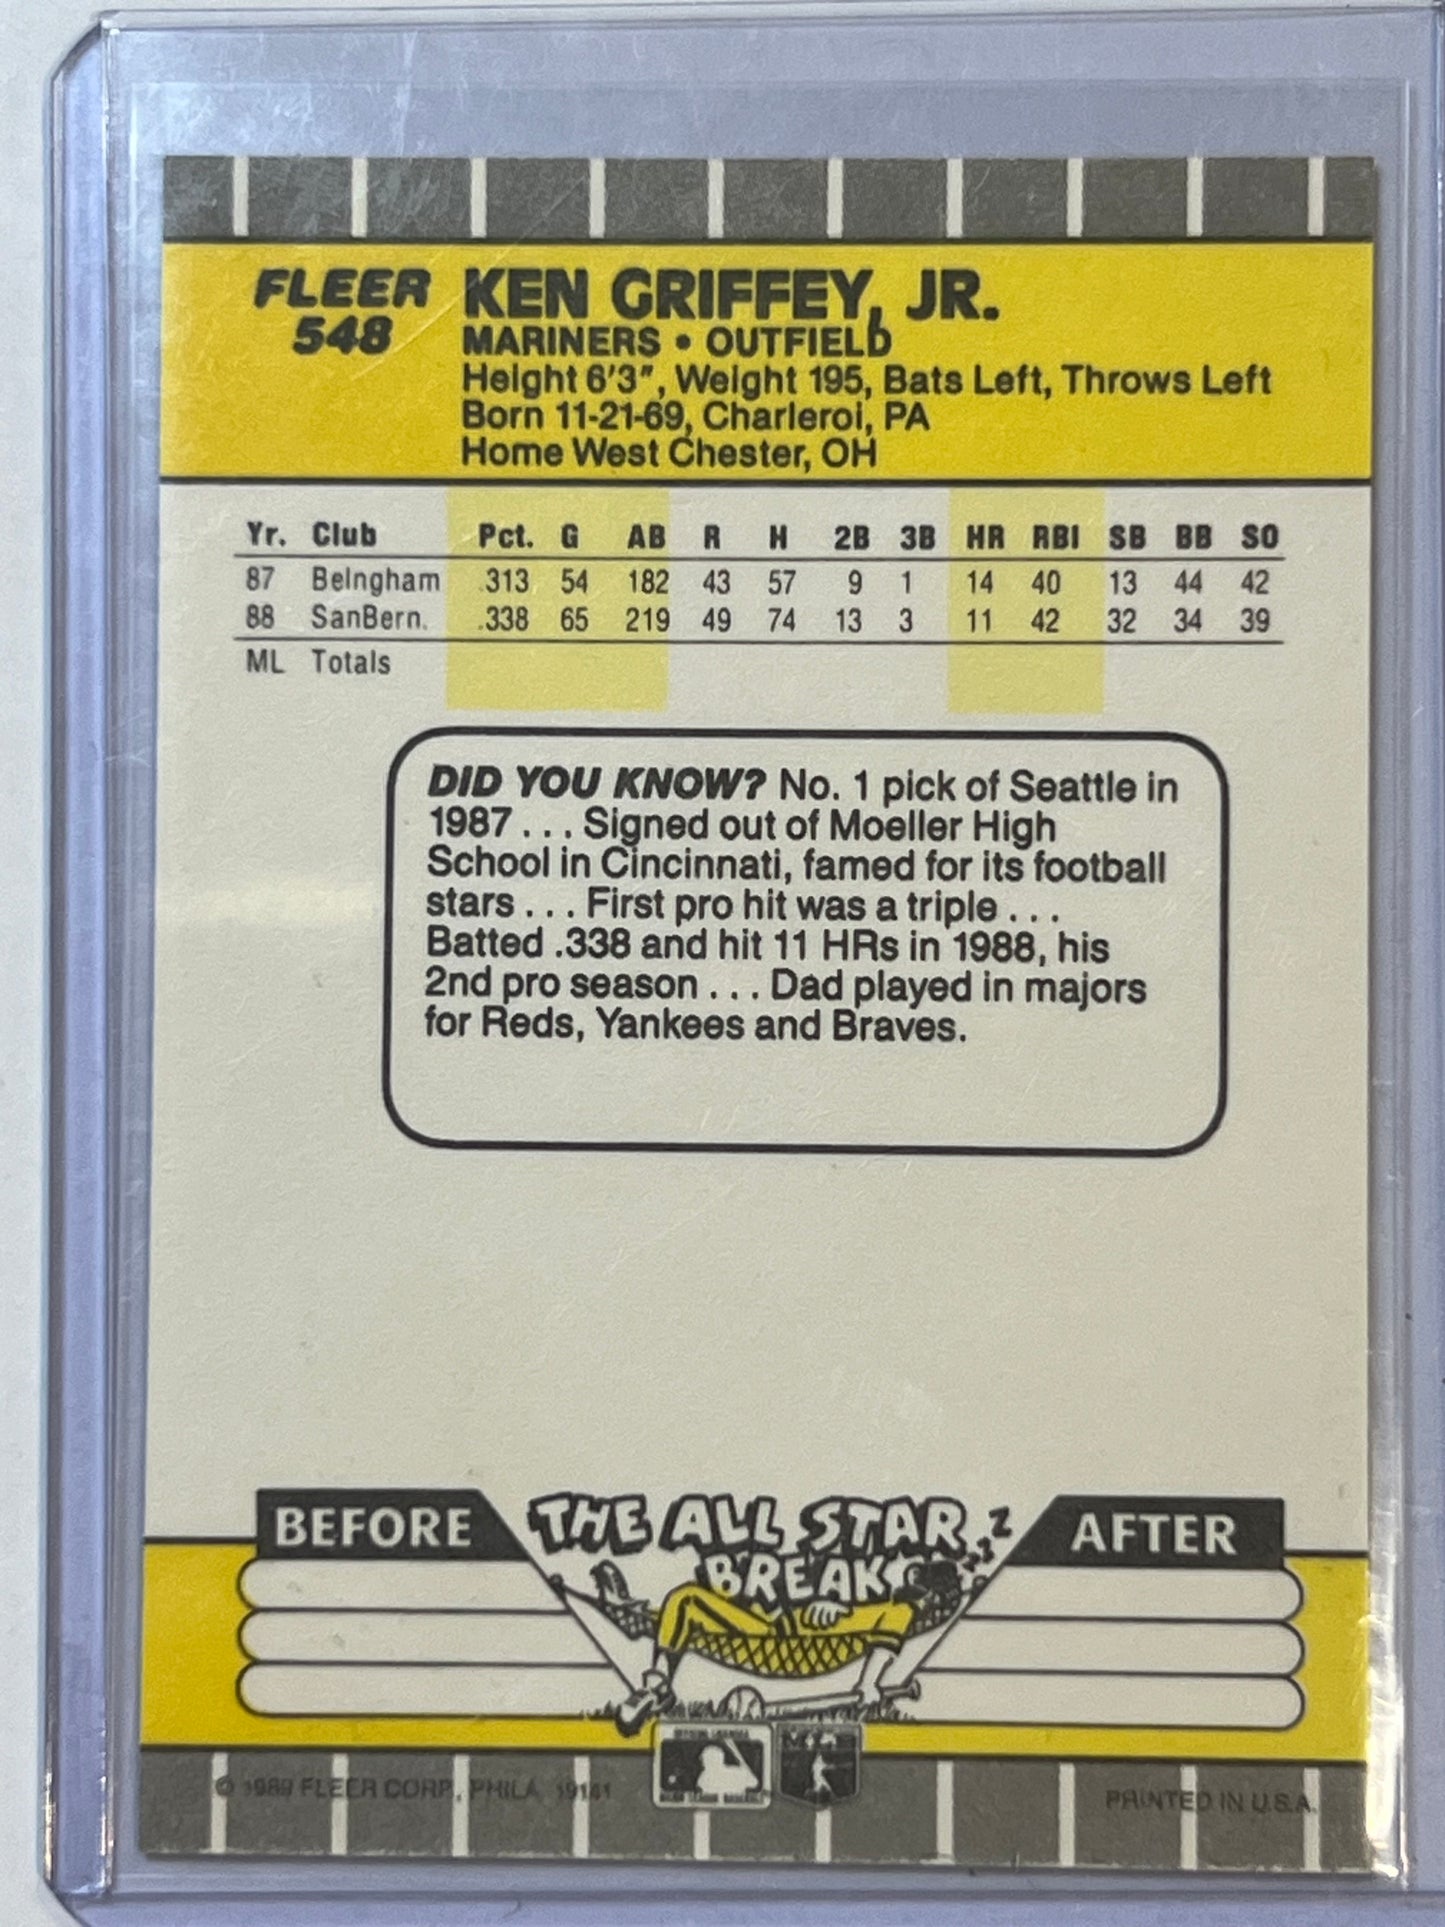 FLEER
548
KEN GRIFFEY, JR.
MARINERS • OUTFIELD
Height 6'3", Weight 195, Bats Left, Throws Left
Born 11-21-69, Charleroi, PA
Home West Chester, OH
Yr. Club Pct. G AB R H 2B 3B HR RBI SB BB SO
87 Belngham .313 54 182 43 57 9 1 14 40 13 44 42
88 SanBern. .338 65 219 49 74 13 3 11 42 32 34 39
ML Totals
DID YOU KNOW? No. 1 pick of Seattle in
1987 . . . Signed out of Moeller High
School in Cincinnati, famed for its football
stars . . . First pro hit was a triple . . .
Batted .338 and hit 11 HRs in 1988, his
2nd pro season . . . Dad played in majors
for Reds, Yankees and Braves.
BEFORE
THE ALL STAR
BREAK
Z
AFTER
© 1989 FLEER CORP., PHILA. 19141
PRINTED IN U.S.A.